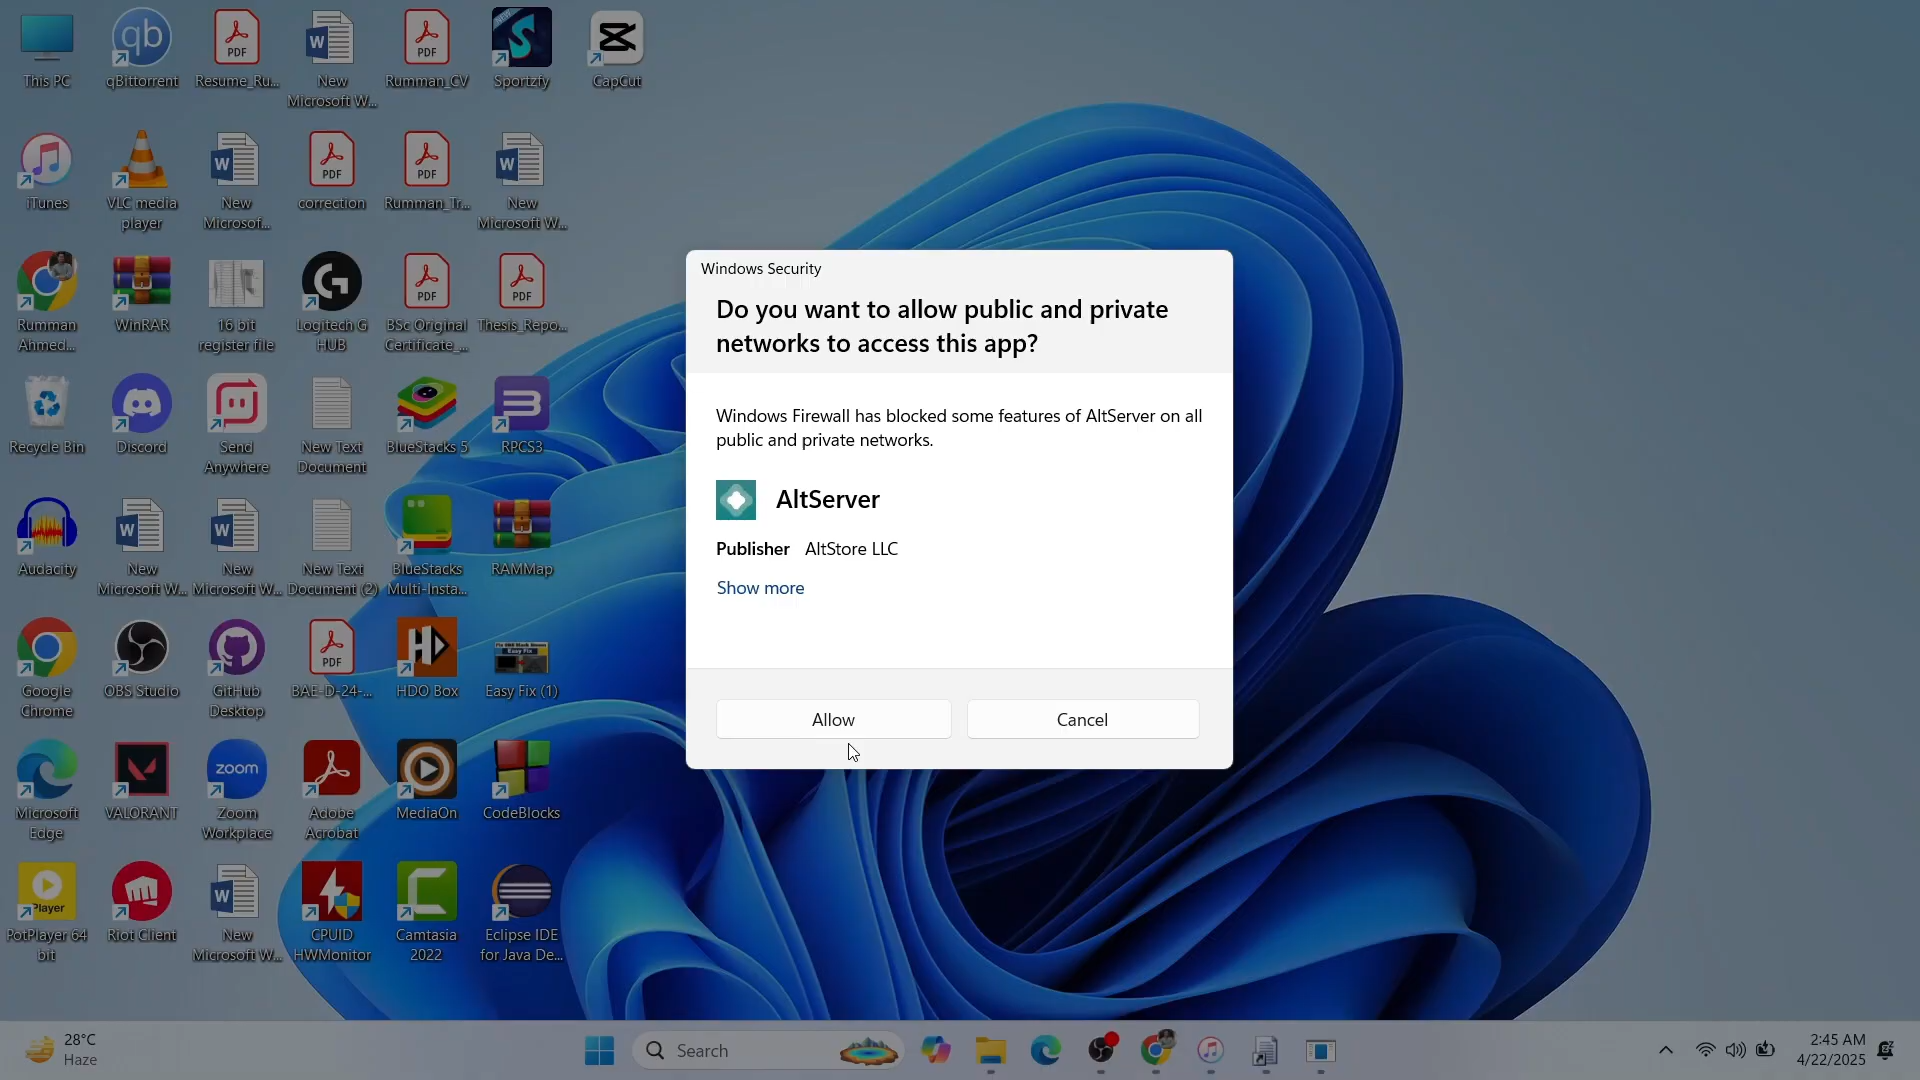 This PC
qBittorrent
Resume_Ru...
New
Microsoft W...
Rumman_CV
Sportzfy
CapCut
iTunes
VLC media
player
New
Microsof...
correction
Rumman_Tr...
New
Microsoft W...
Rumman
Ahmed...
WinRAR
16 bit
register file
Logitech G
HUB
BSc Original
Certificate_...
Thesis_Repo...
Recycle Bin
Discord
Send
Anywhere
New Text
Document
BlueStacks 5
RPCS3
Audacity
New
Microsoft W...
New
Microsoft W...
New Text
Document (2)
BlueStacks
Multi-Insta...
RAMMap
Google
Chrome
OBS Studio
GitHub
Desktop
BAE-D-24-...
HDO Box
Easy Fix (1)
Microsoft
Edge
VALORANT
zoom
Zoom
Workplace
Adobe
Acrobat
MediaOn
CodeBlocks
Player
PotPlayer 64
bit
Riot Client
New
Microsoft W...
CPUID
HWMonitor
Camtasia
2022
Eclipse IDE
for Java De...
Windows Security
Do you want to allow public and private
networks to access this app?
Windows Firewall has blocked some features of AltServer on all
public and private networks.
AltServer
Publisher AltStore LLC
Show more
Allow
Cancel
28°C
Haze
Search
2:45 AM
4/22/2025